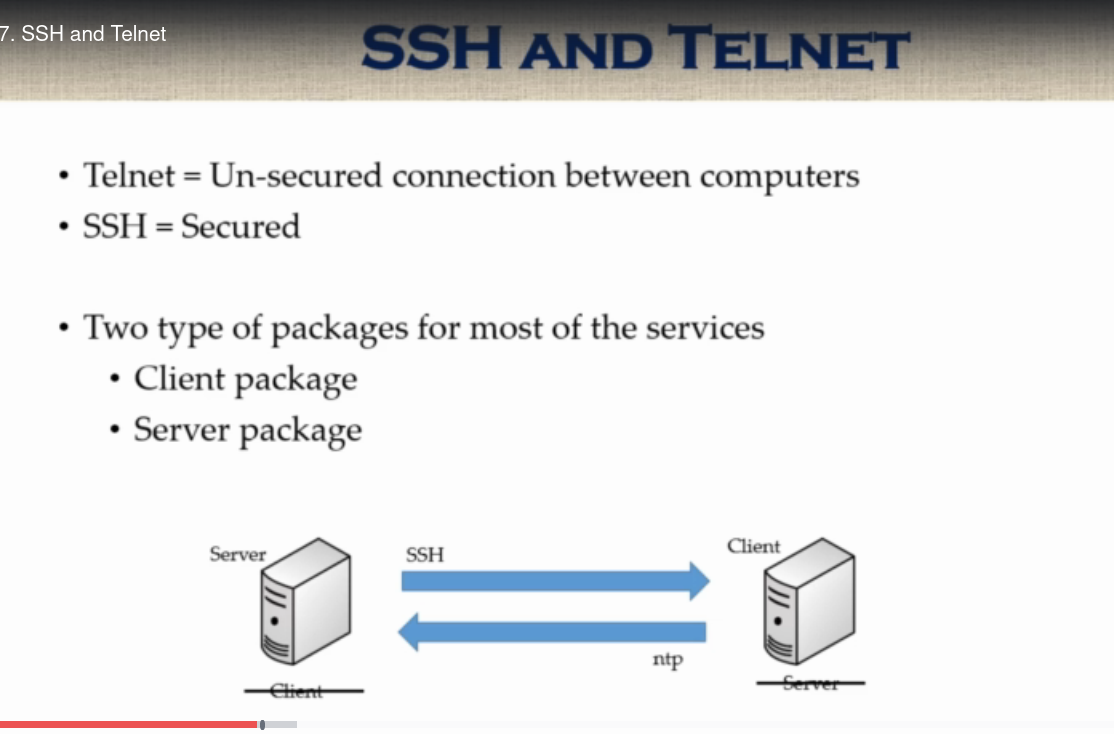 7. SSH and Telnet
SSH AND TELNET
• Telnet = Un-secured connection between computers
• SSH = Secured
• Two type of packages for most of the services
• Client package
• Server package
Server
SSH
Client
ntp
Client
Server